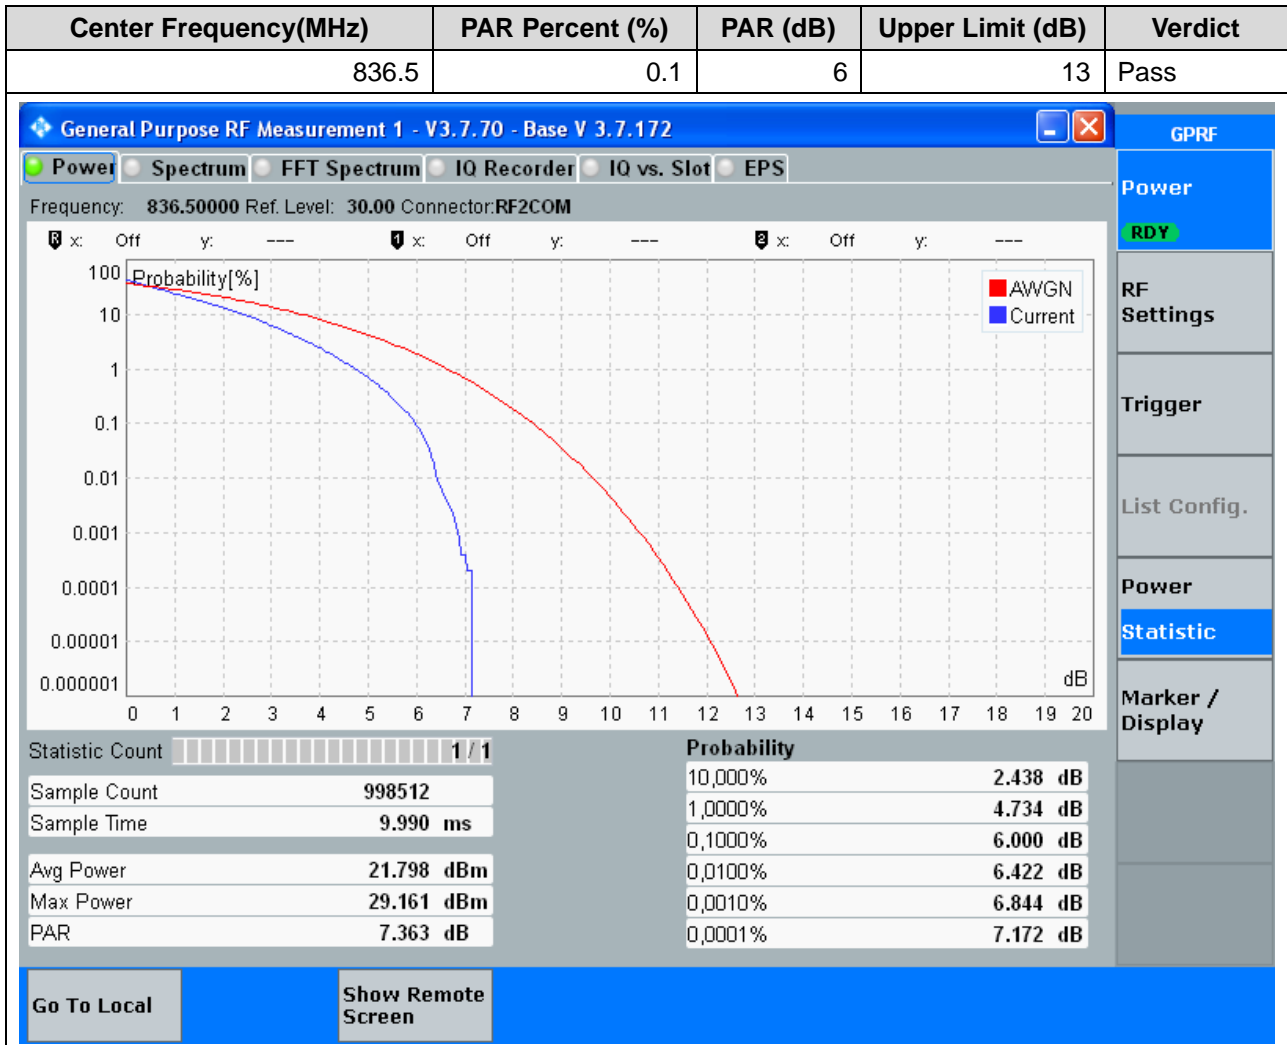 Center Frequency(MHz) PAR Percent (%) PAR (dB) Upper Limit (dB) Verdict
836.5 0.1 6 13 Pass
General Purpose RF Measurement 1 - V3.7.70 - Base V 3.7.172
GPRF
Power Spectrum FFT Spectrum IQ Recorder IQ vs. Slot EPS
Power
RDY
Frequency: 836.50000 Ref. Level: 30.00 Connector:RF2COM
R x: Off y: --- 1 x: Off y: --- 2 x: Off y: ---
Probability[%]
AWGN
Current
100
10
1
0.1
0.01
0.001
0.0001
0.00001
0.000001
dB
0 1 2 3 4 5 6 7 8 9 10 11 12 13 14 15 16 17 18 19 20
RF
Settings
Trigger
List Config.
Power
Statistic
Marker /
Display
Statistic Count 1 / 1
Sample Count 998512
Sample Time 9.990 ms
Avg Power 21.798 dBm
Max Power 29.161 dBm
PAR 7.363 dB
Probability
10,000% 2.438 dB
1,0000% 4.734 dB
0,1000% 6.000 dB
0,0100% 6.422 dB
0,0010% 6.844 dB
0,0001% 7.172 dB
Go To Local
Show Remote
Screen